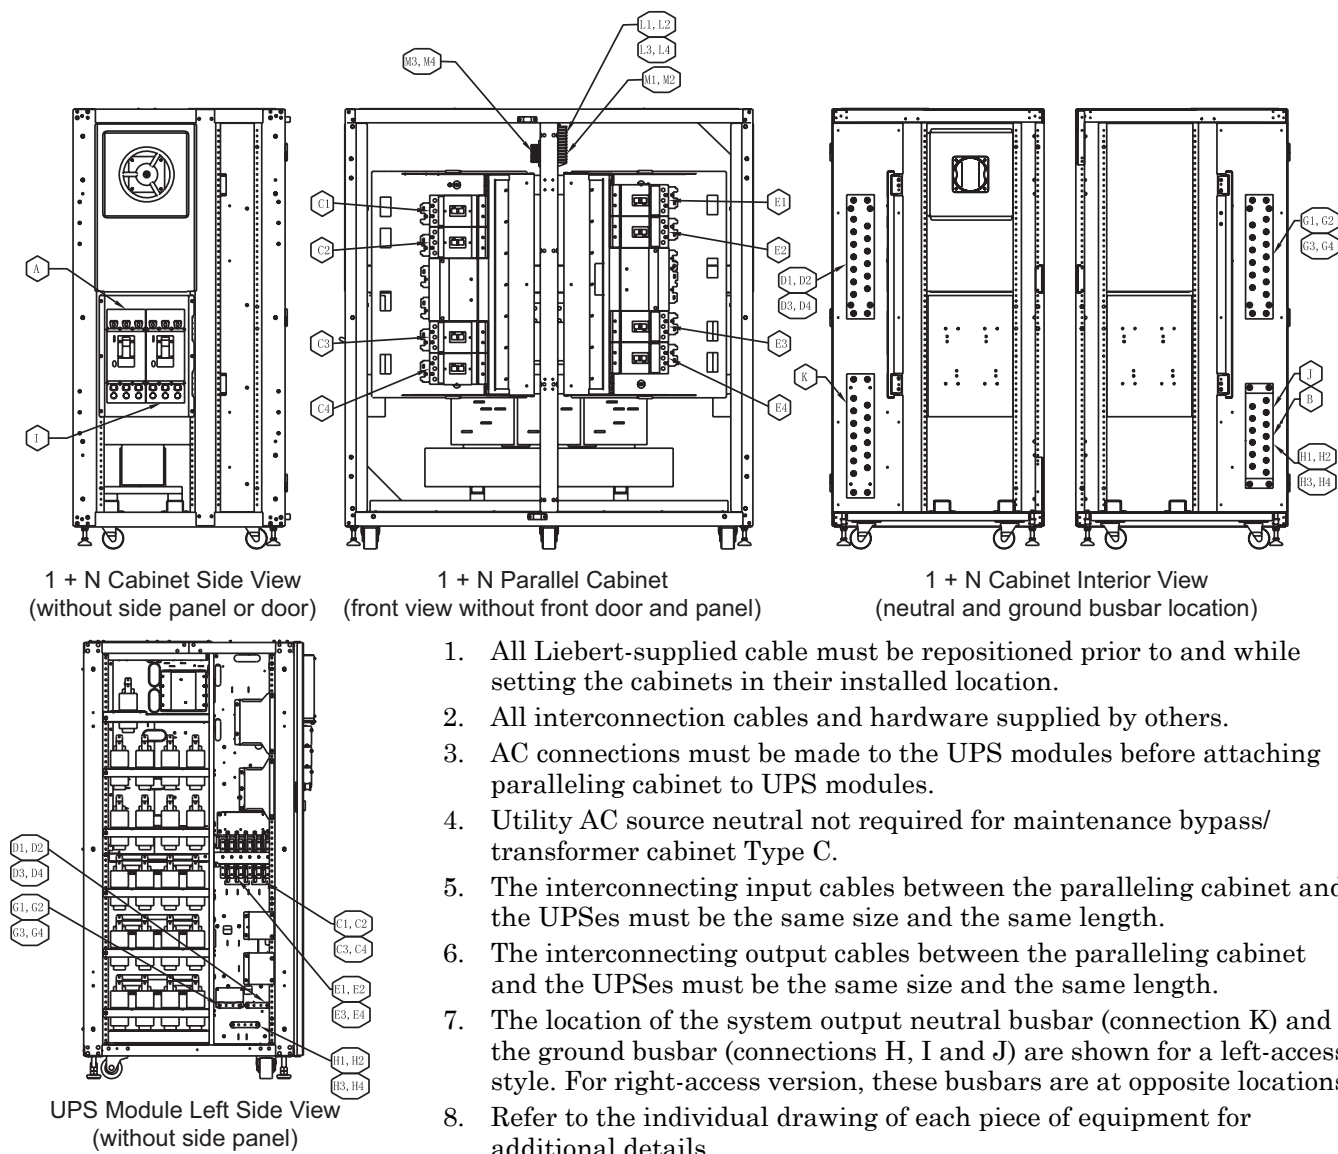 L1, L2
L3, L4
M3, M4
M1, M2
C1
C2
C3
C4
E1
E2
E3
E4
A
I
D1, D2
D3, D4
K
G1, G2
G3, G4
J
B
H1, H2
H3, H4
1 + N Cabinet Side View
(without side panel or door)
1 + N Parallel Cabinet
(front view without front door and panel)
1 + N Cabinet Interior View
(neutral and ground busbar location)
D1, D2
D3, D4
G1, G2
G3, G4
C1, C2
C3, C4
E1, E2
E3, E4
H1, H2
H3, H4
UPS Module Left Side View
(without side panel)
1. All Liebert-supplied cable must be repositioned prior to and while
setting the cabinets in their installed location.
2. All interconnection cables and hardware supplied by others.
3. AC connections must be made to the UPS modules before attaching
paralleling cabinet to UPS modules.
4. Utility AC source neutral not required for maintenance bypass/
transformer cabinet Type C.
5. The interconnecting input cables between the paralleling cabinet and
the UPSes must be the same size and the same length.
6. The interconnecting output cables between the paralleling cabinet
and the UPSes must be the same size and the same length.
7. The location of the system output neutral busbar (connection K) and
the ground busbar (connections H, I and J) are shown for a left-access
style. For right-access version, these busbars are at opposite locations
8. Refer to the individual drawing of each piece of equipment for
additional details